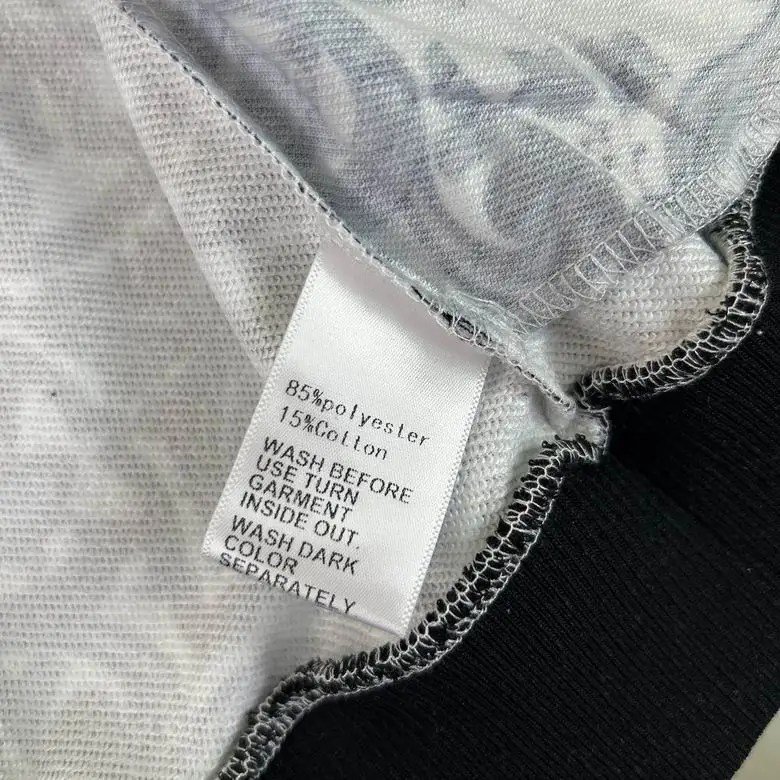 85%polyester
15%Cotton
WASH BEFORE
USE TURN
GARMENT
INSIDE OUT.
WASH DARK
COLOR
SEPARATELY